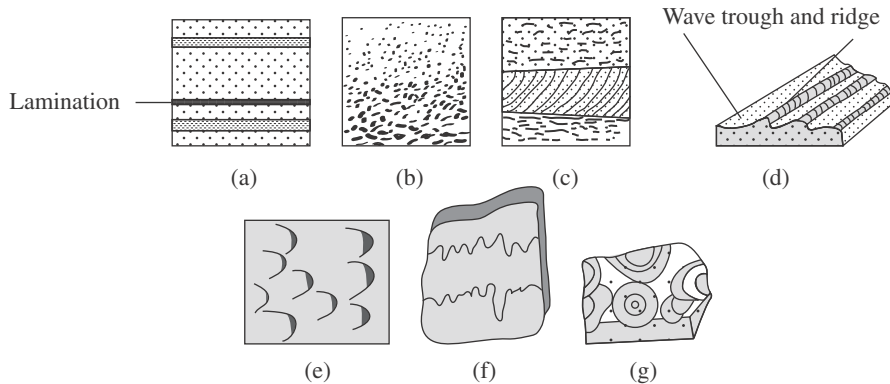 Wave trough and ridge
Lamination
(a)
(b)
(c)
(d)
(e)
(f)
(g)